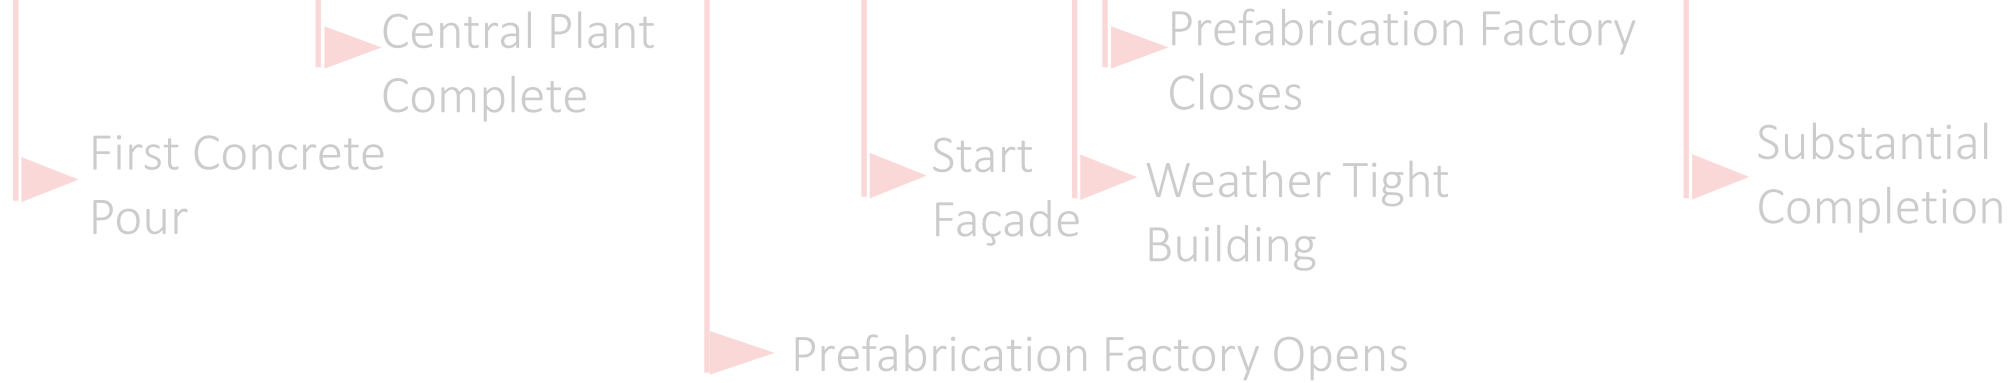 Central Plant
Complete
Prefabrication Factory
Closes
First Concrete
Pour
Start
Façade
Weather Tight
Building
Substantial
Completion
Prefabrication Factory Opens